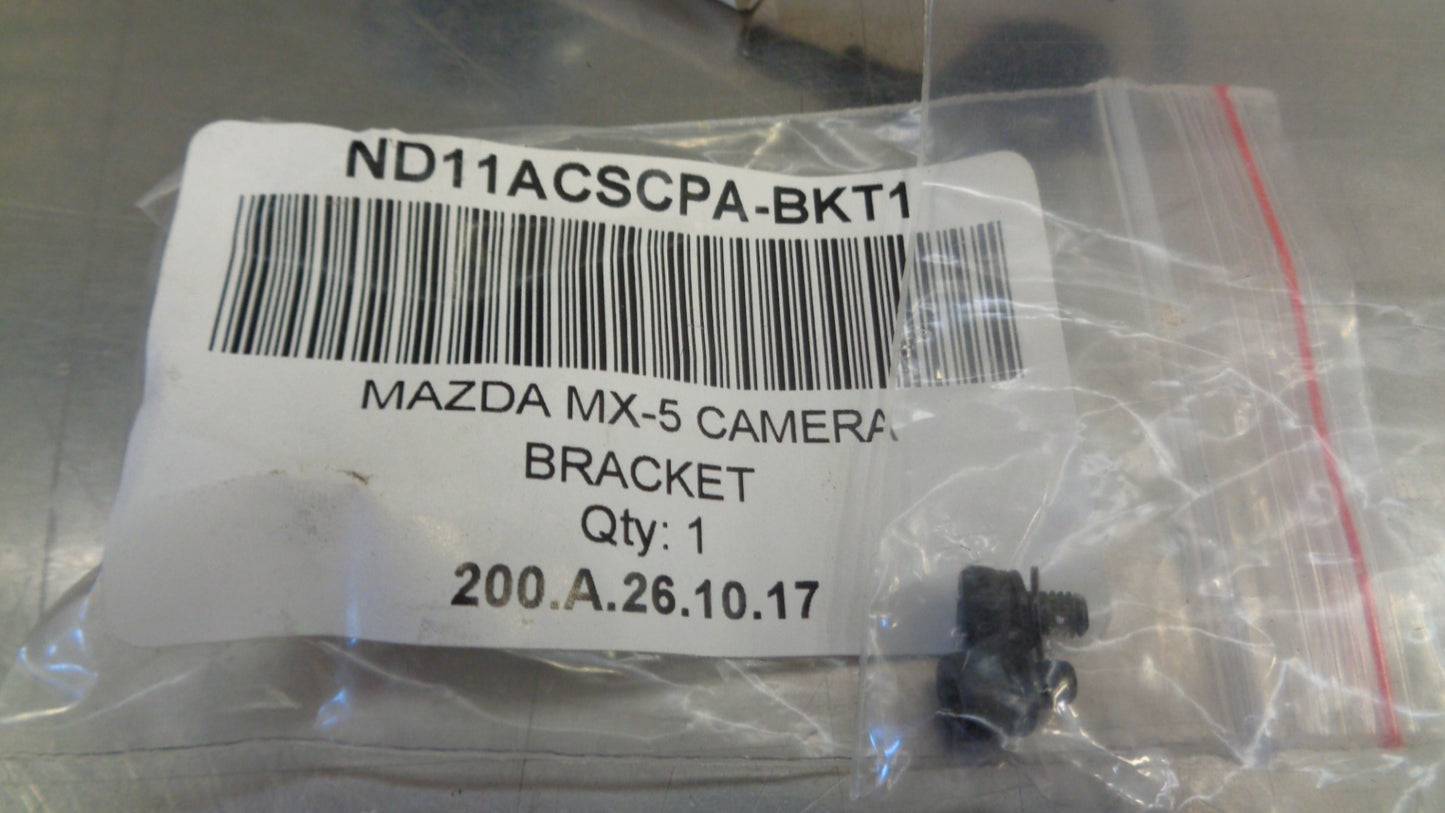 ND11ACSCPA-BKT1
MAZDA MX-5 CAMERA
BRACKET
Qty: 1
200.A.26.10.17